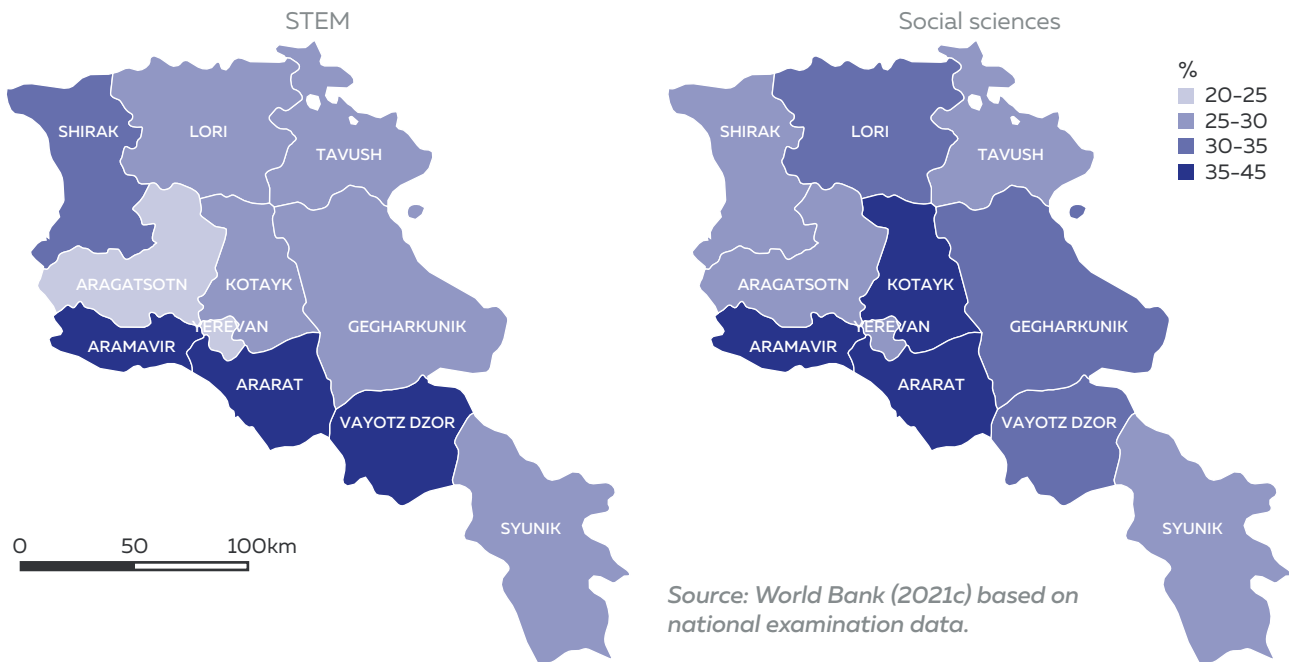 STEM
SHIRAK
LORI
TAVUSH
ARAGATSOTN
KOTAYK
YEREVAN
GEGHARKUNIK
ARAMAVIR
ARARAT
VAYOTZ DZOR
SYUNIK
0 50 100km
Social sciences
%
20-25
25-30
30-35
35-45
SHIRAK
LORI
TAVUSH
ARAGATSOTN
KOTAYK
YEREVAN
GEGHARKUNIK
ARAMAVIR
ARARAT
VAYOTZ DZOR
SYUNIK
Source: World Bank (2021c) based on
national examination data.